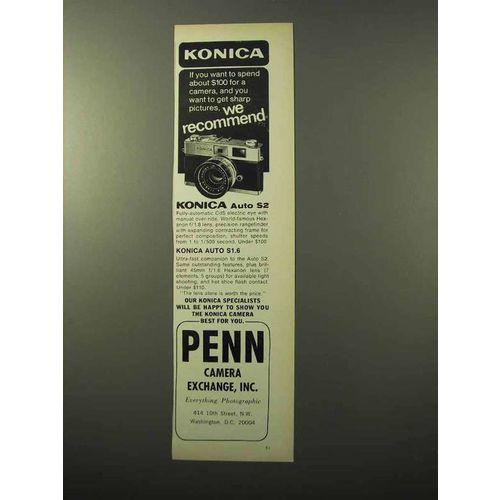 KONICA
If you want to spend
about $100 for a
camera, and you
want to get sharp
pictures, we
recommend
KONICA
KONICA Auto S2
Fully-automatic CdS electric eye with
manual over-ride. World-famous Hex-
anon f/1.8 lens, precision rangefinder
with expanding contracting frame for
perfect composition, shutter speeds
from 1 to 1/500 second. Under $100
KONICA AUTO S1.6
Ultra-fast companion to the Auto S2.
Same outstanding features, plus bril-
liant 45mm f/1.6 Hexanon lens (7
elements, 5 groups) for available light
shooting, and hot shoe flash contact.
Under $110.
"The lens alone is worth the price."
OUR KONICA SPECIALISTS
WILL BE HAPPY TO SHOW YOU
THE KONICA CAMERA
BEST FOR YOU.
PENN
CAMERA
EXCHANGE, INC.
Everything Photographic
414 10th Street, N.W.
Washington, D.C. 20004